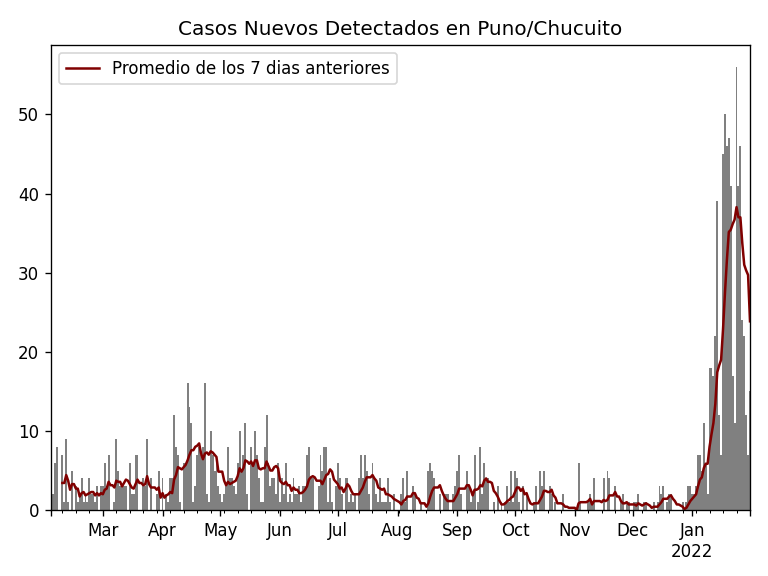 Casos Nuevos Detectados en Puno/Chucuito
Promedio de los 7 dias anteriores
50
40
30
20
10
0
Mar Apr May Jun Jul Aug Sep Oct Nov Dec Jan
2022